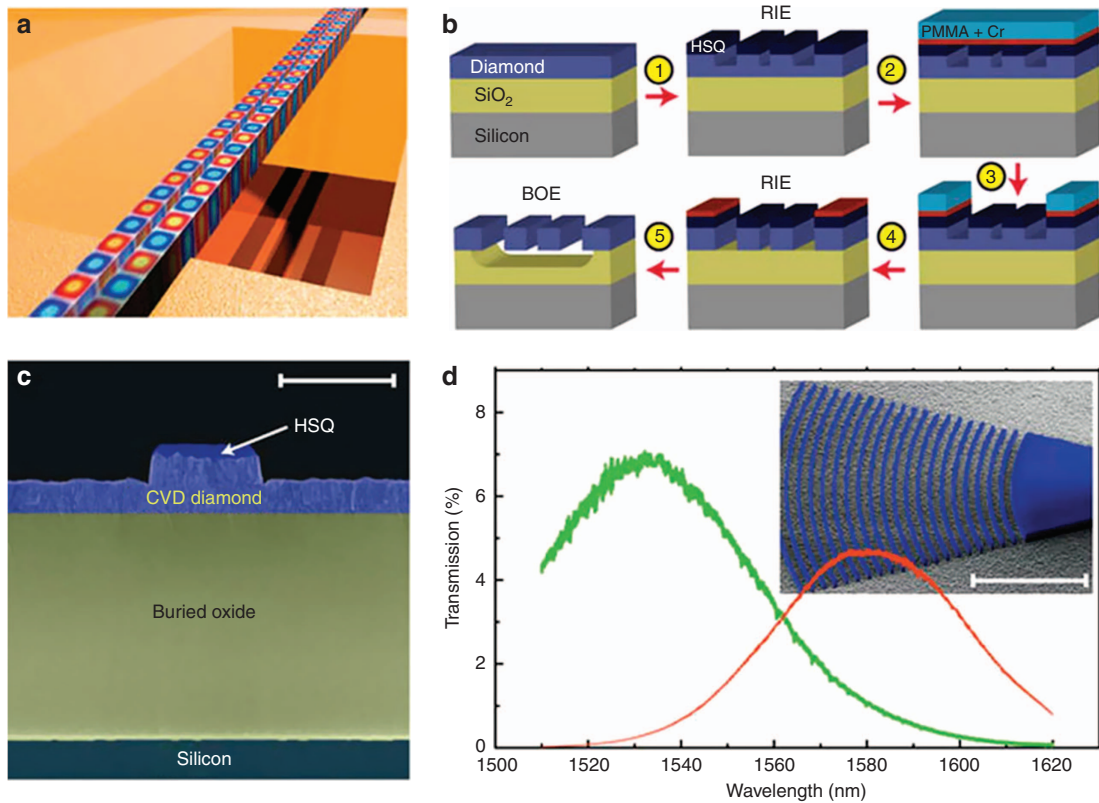 a
b
RIE
HSQ
PMMA + Cr
Diamond
1
2
SiO₂
Silicon
3
BOE
RIE
5
4
c
HSQ
CVD diamond
Buried oxide
Silicon
d
8
6
4
2
0
Transmission (%)
1500
1520
1540
1560
1580
1600
1620
Wavelength (nm)